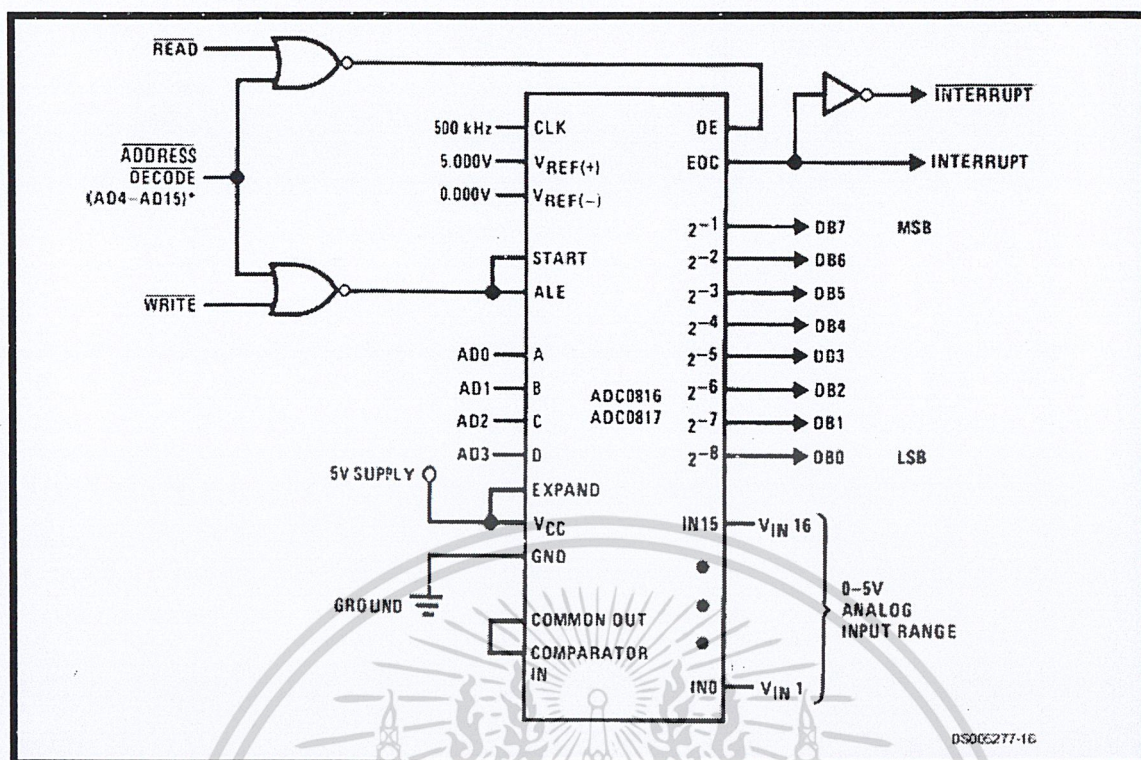 READ
ADDRESS
DECODE
(AD4–AD15)*
WRITE
500 kHz
5.000V
0.000V
AD0
AD1
AD2
AD3
5V SUPPLY
GROUND
CLK
VREF(+)
VREF(−)
START
ALE
A
B
C
D
EXPAND
VCC
GND
COMMON OUT
COMPARATOR
IN
ADC0816
ADC0817
OE
EOC
2−1
2−2
2−3
2−4
2−5
2−6
2−7
2−8
IN15
IN0
INTERRUPT
INTERRUPT
DB7 MSB
DB6
DB5
DB4
DB3
DB2
DB1
DB0 LSB
VIN 16
0–5V
ANALOG
INPUT RANGE
VIN 1
DS005277-16